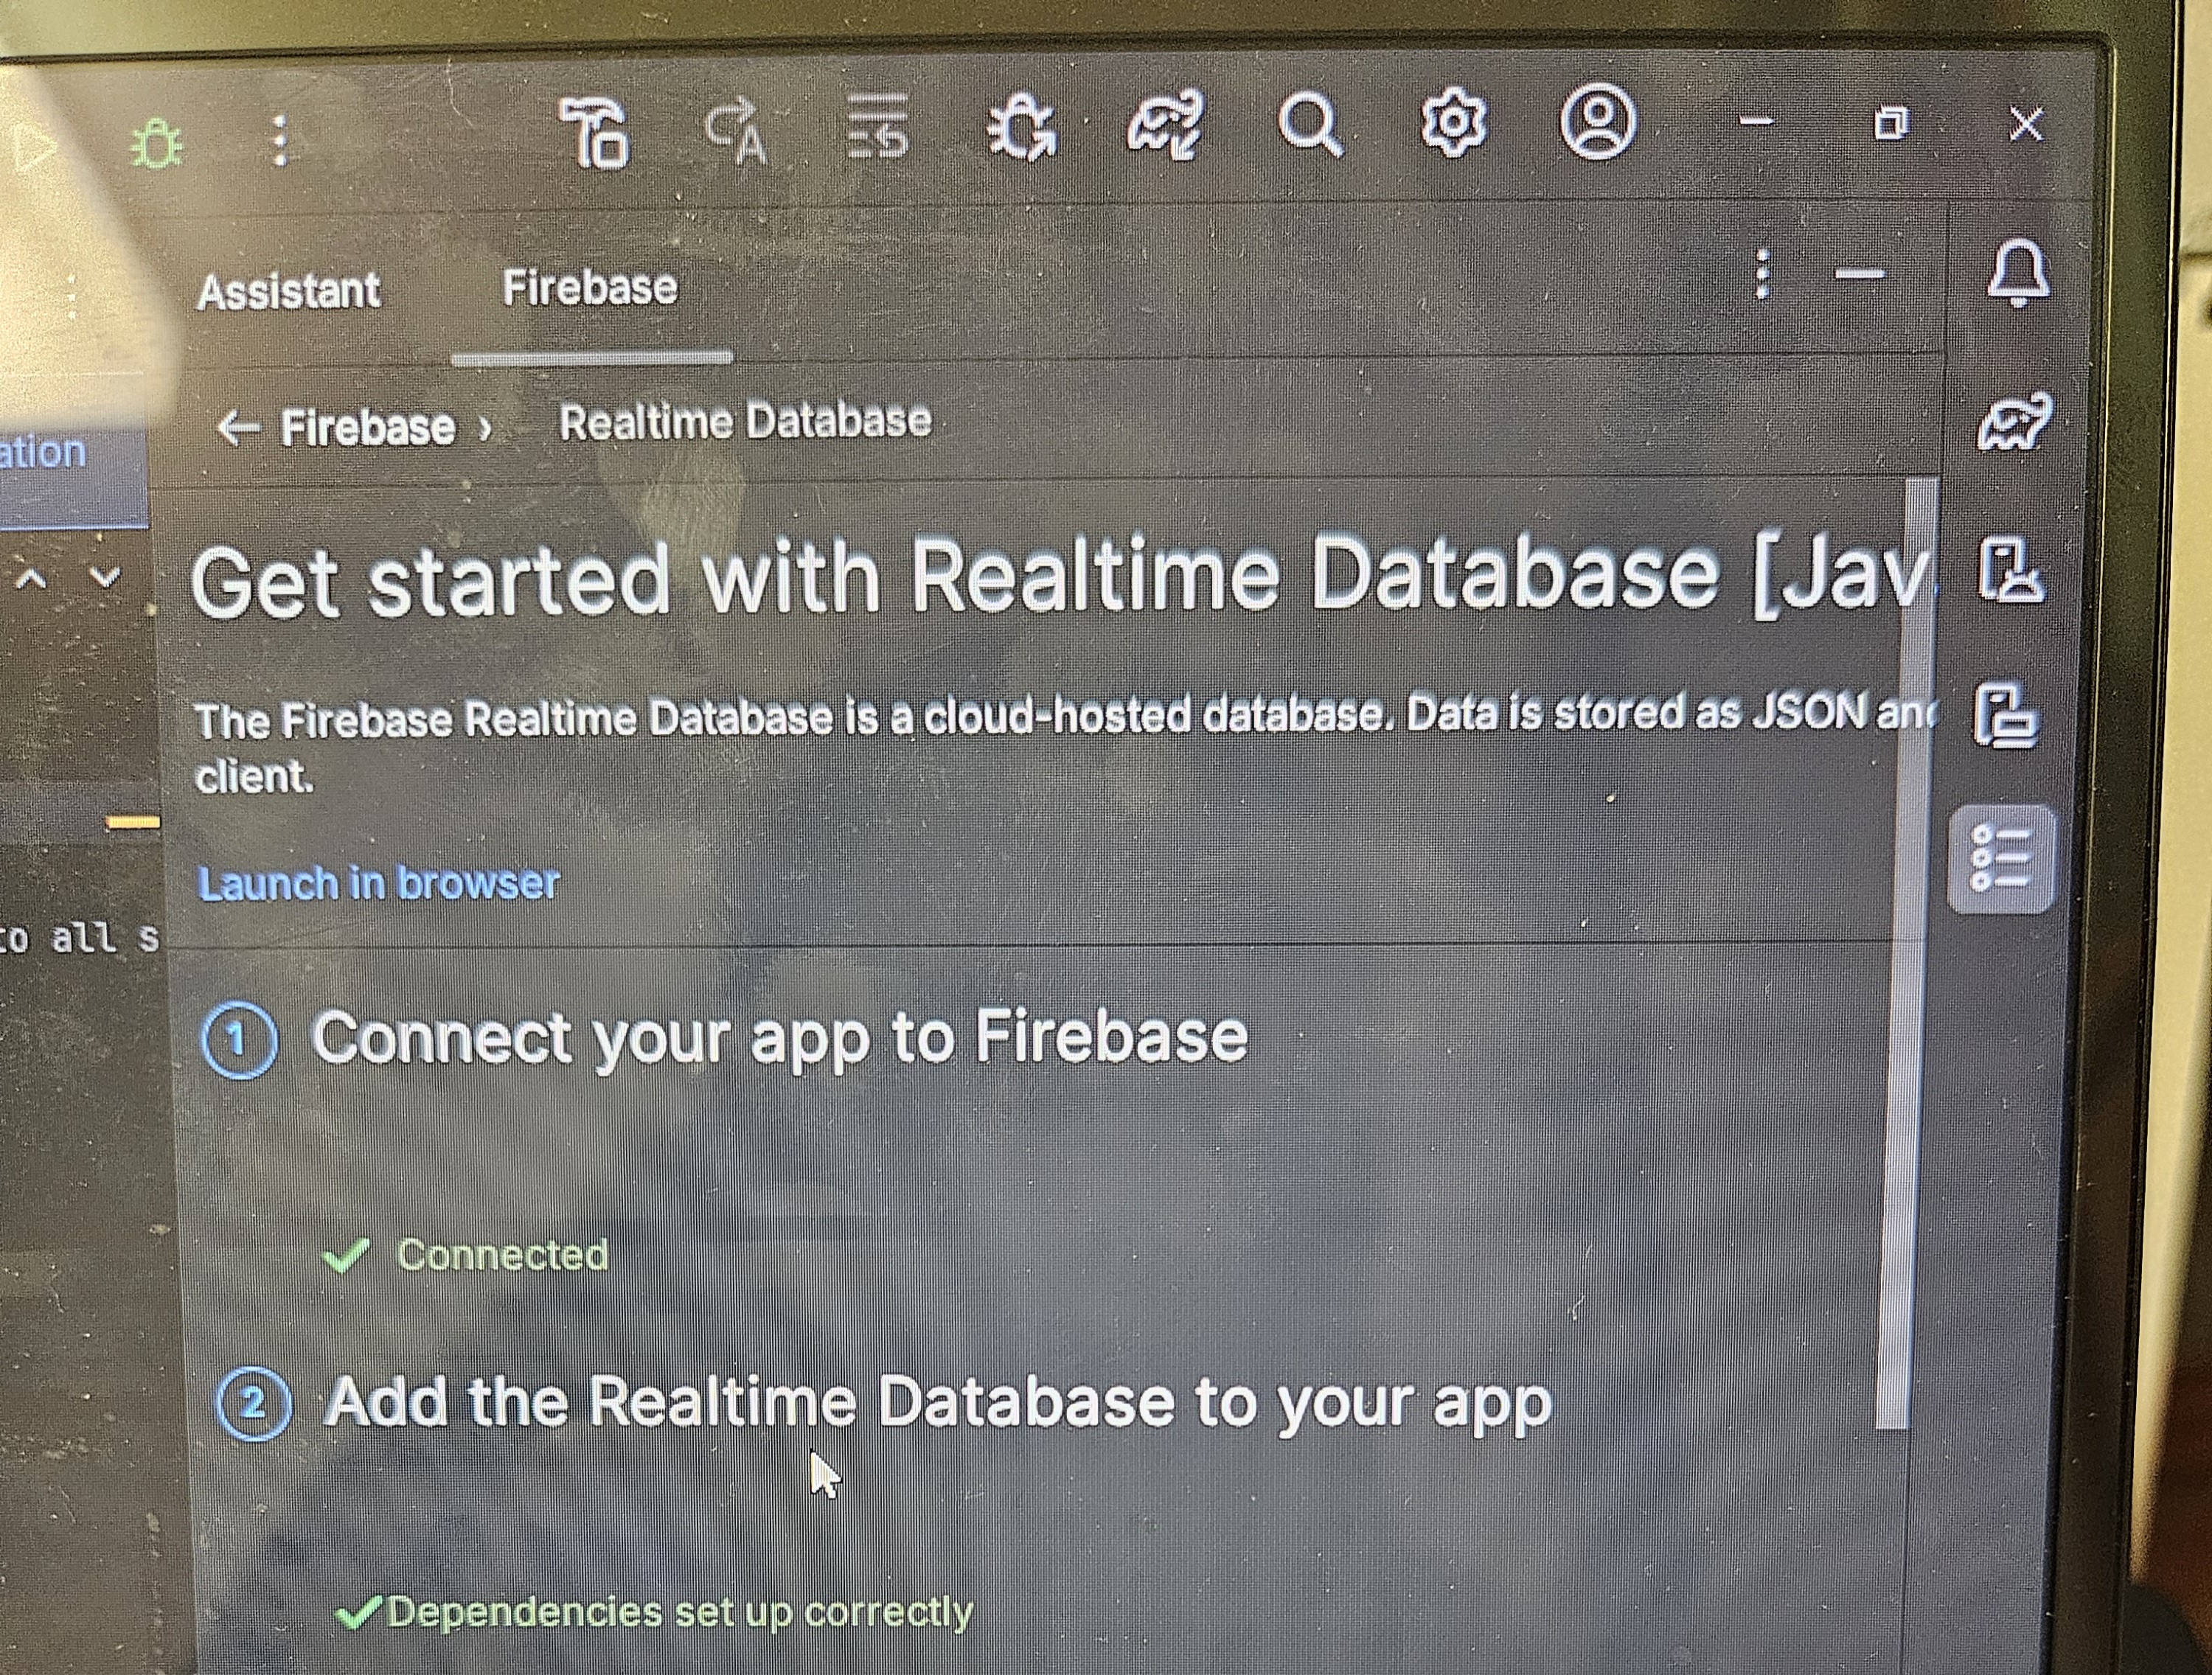 Assistant Firebase
← Firebase › Realtime Database
ation
Get started with Realtime Database [Jav
The Firebase Realtime Database is a cloud-hosted database. Data is stored as JSON and
client.
Launch in browser
to all s
1 Connect your app to Firebase
✓ Connected
2 Add the Realtime Database to your app
✓ Dependencies set up correctly